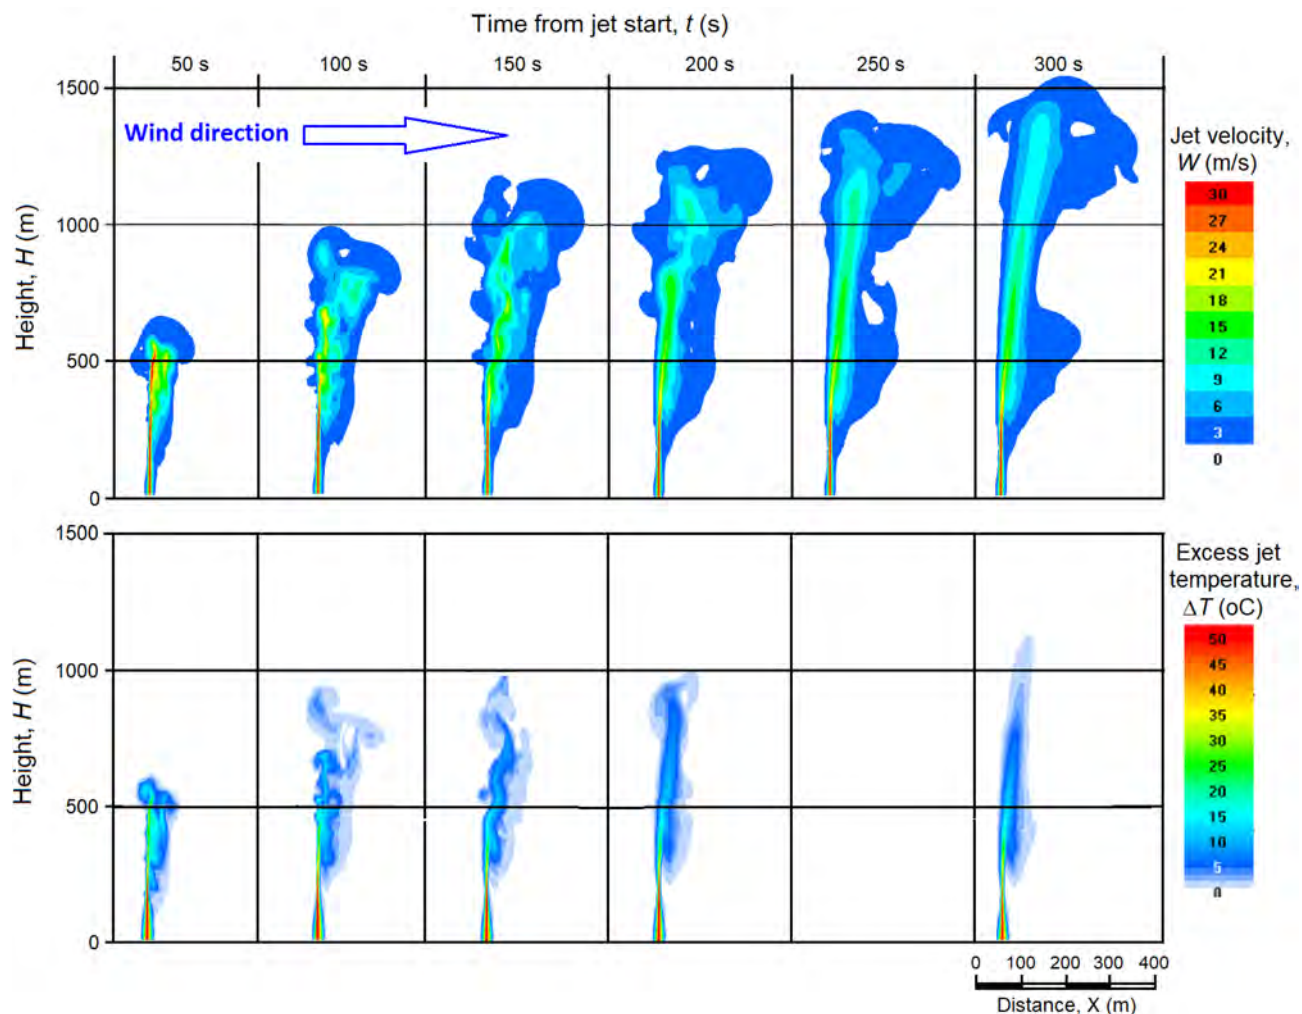 Time from jet start, t (s)
50 s 100 s 150 s 200 s 250 s 300 s
1500
Wind direction
1000
500
0
Height, H (m)
Jet velocity,
W (m/s)
30
27
24
21
18
15
12
9
6
3
0
1500
1000
500
0
Height, H (m)
Excess jet
temperature,
ΔT (oC)
50
45
40
35
30
25
20
15
10
5
0
0 100 200 300 400
Distance, X (m)